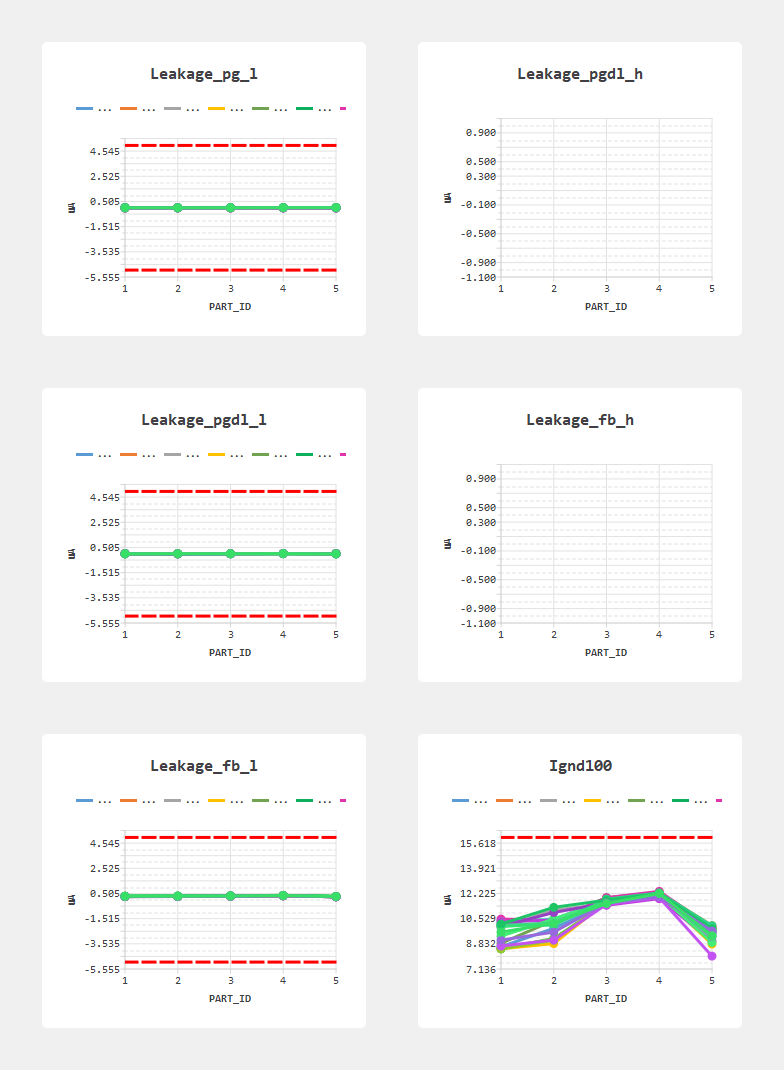 Leakage_pg_l
... ... ... ... ... ...
4.545
2.525
0.505
-1.515
-3.535
-5.555
uA
1 2 3 4 5
PART_ID
Leakage_pgdl_h
0.900
0.500
0.300
-0.100
-0.500
-0.900
-1.100
uA
1 2 3 4 5
PART_ID
Leakage_pgdl_l
... ... ... ... ... ...
4.545
2.525
0.505
-1.515
-3.535
-5.555
uA
1 2 3 4 5
PART_ID
Leakage_fb_h
0.900
0.500
0.300
-0.100
-0.500
-0.900
-1.100
uA
1 2 3 4 5
PART_ID
Leakage_fb_l
... ... ... ... ... ...
4.545
2.525
0.505
-1.515
-3.535
-5.555
uA
1 2 3 4 5
PART_ID
Ignd100
... ... ... ... ... ...
15.618
13.921
12.225
10.529
8.832
7.136
uA
1 2 3 4 5
PART_ID